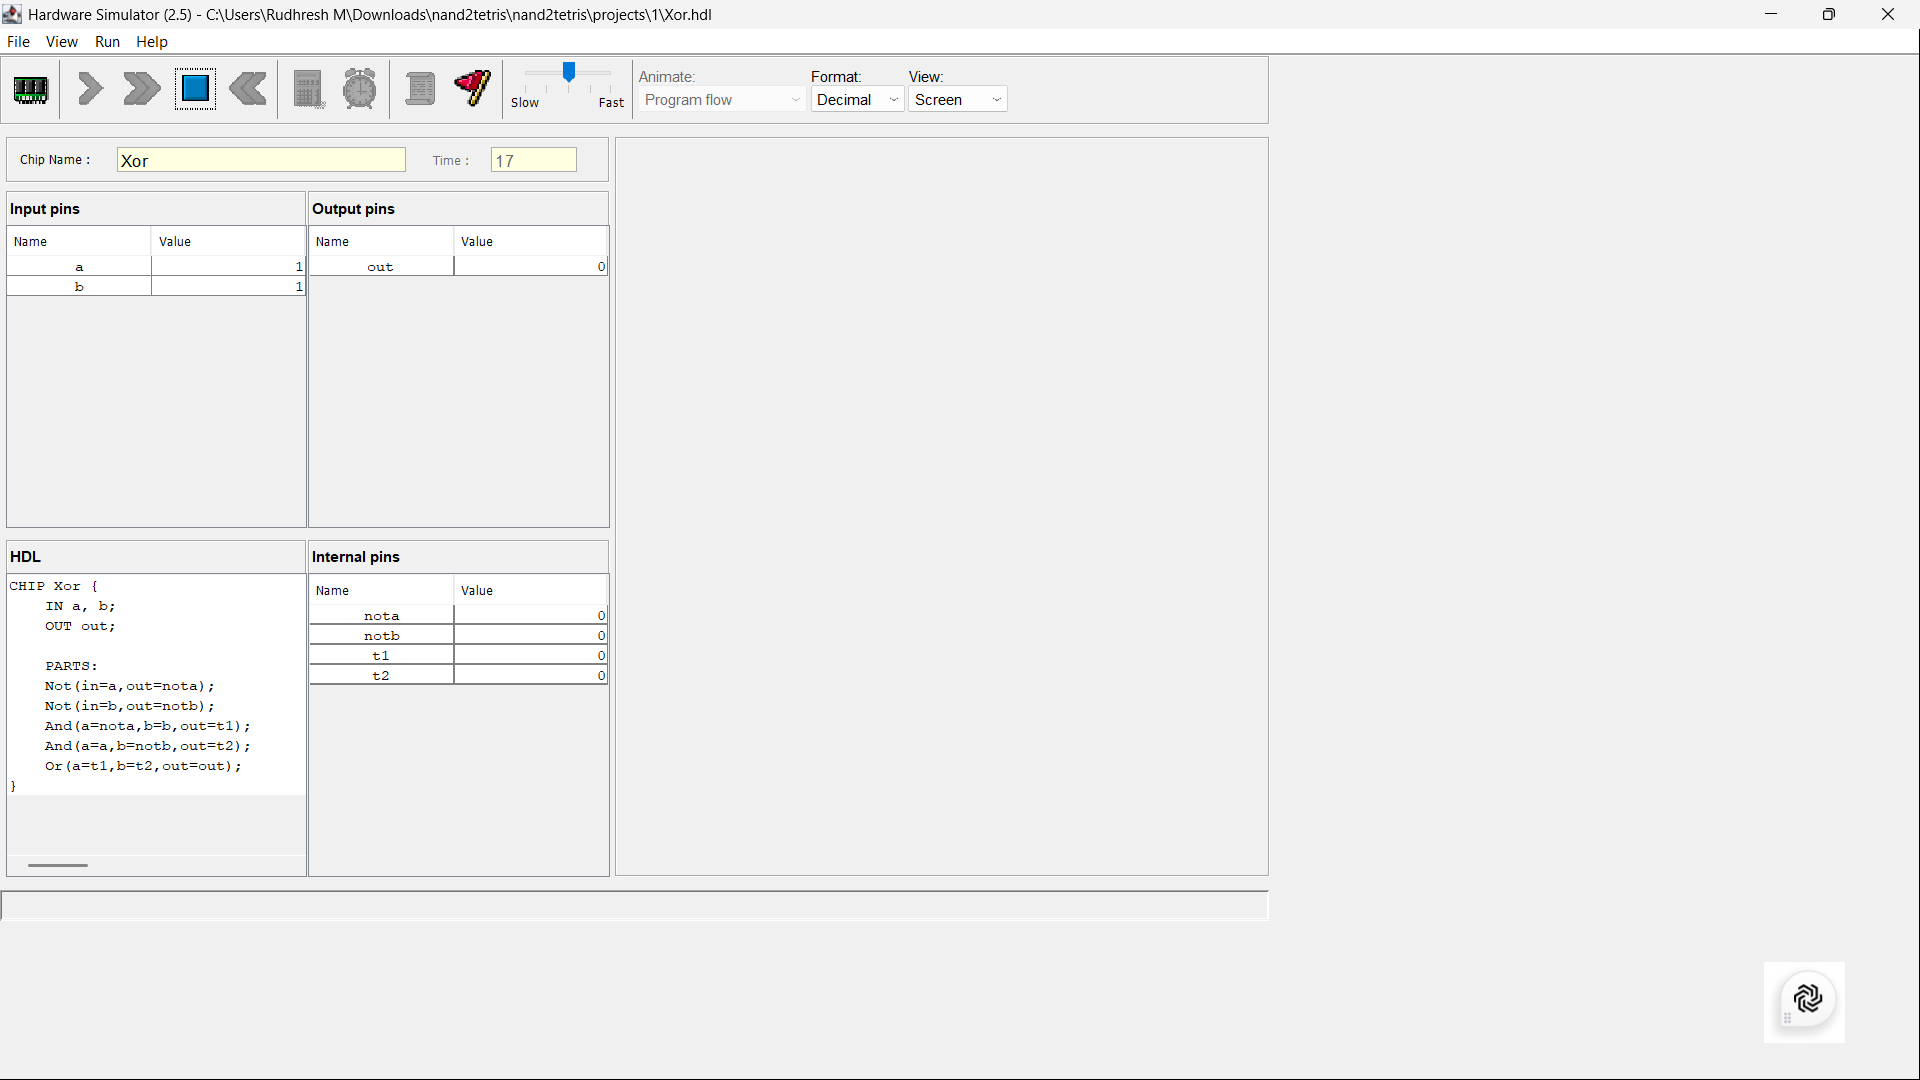 Hardware Simulator (2.5) - C:\Users\Rudhresh M\Downloads\nand2tetris\nand2tetris\projects\1\Xor.hdl
File View Run Help
Animate: Format: View:
Slow Fast Program flow Decimal Screen
Chip Name : Xor Time : 17
Input pins
Name Value
a 1
b 1
Output pins
Name Value
out 0
HDL
CHIP Xor {
    IN a, b;
    OUT out;

    PARTS:
    Not(in=a,out=nota);
    Not(in=b,out=notb);
    And(a=nota,b=b,out=t1);
    And(a=a,b=notb,out=t2);
    Or(a=t1,b=t2,out=out);
}
Internal pins
Name Value
nota 0
notb 0
t1 0
t2 0